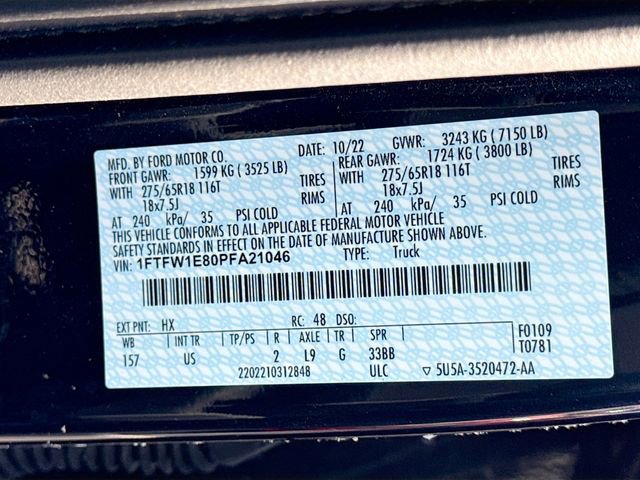 MFD. BY FORD MOTOR CO. DATE: 10/22 GVWR: 3243 KG ( 7150 LB)
FRONT GAWR: 1599 KG ( 3525 LB) REAR GAWR: 1724 KG ( 3800 LB)
WITH 275/65R18 116T TIRES WITH 275/65R18 116T TIRES
18x7.5J RIMS 18x7.5J RIMS
AT 240 kPa/ 35 PSI COLD AT 240 kPa/ 35 PSI COLD
THIS VEHICLE CONFORMS TO ALL APPLICABLE FEDERAL MOTOR VEHICLE
SAFETY STANDARDS IN EFFECT ON THE DATE OF MANUFACTURE SHOWN ABOVE.
VIN: 1FTFW1E80PFA21046 TYPE: Truck
EXT PNT: HX RC: 48 DSO: F0109
WB INT TR TP/PS R AXLE TR SPR T0781
157 US 2 L9 G 33BB
2202210312848 ULC ▽ 5U5A-3520472-AA